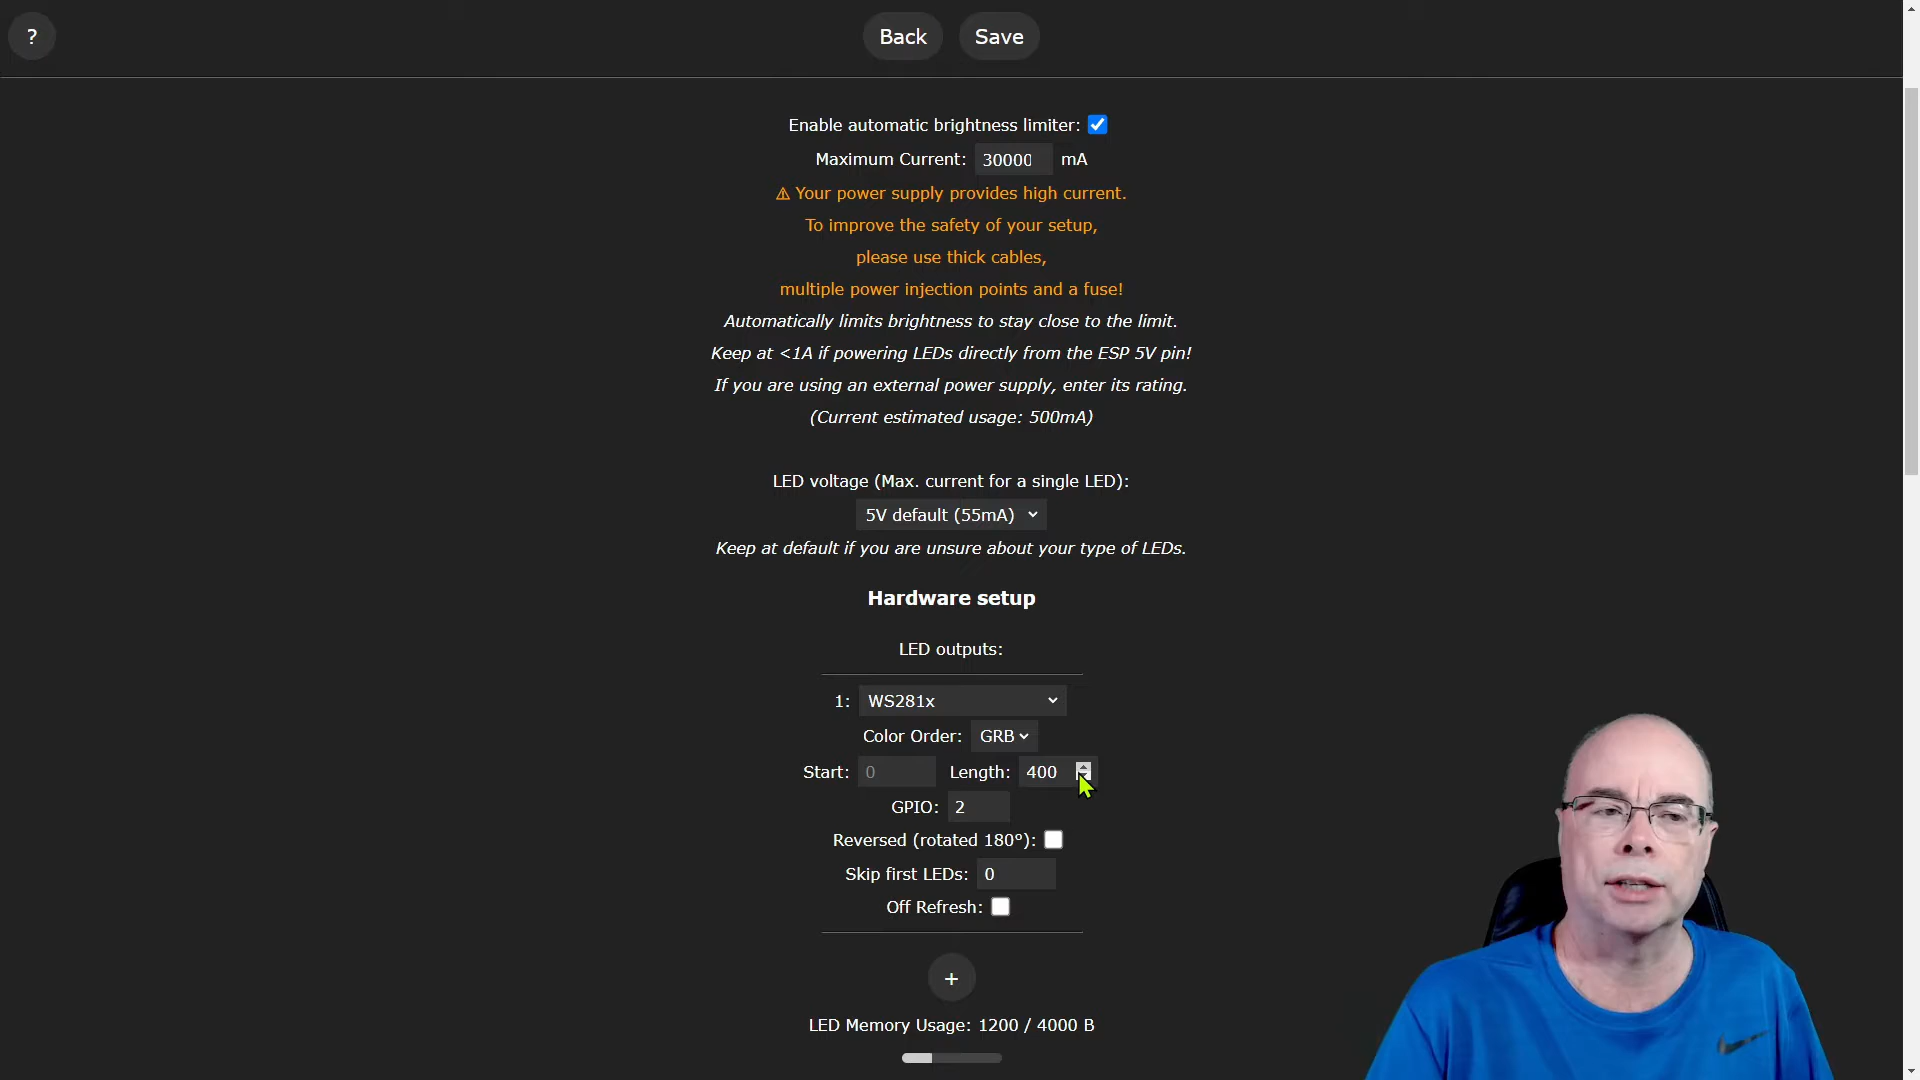 ?
Back
Save
Enable automatic brightness limiter:
Maximum Current: 30000 mA
⚠ Your power supply provides high current.
To improve the safety of your setup,
please use thick cables,
multiple power injection points and a fuse!
Automatically limits brightness to stay close to the limit.
Keep at <1A if powering LEDs directly from the ESP 5V pin!
If you are using an external power supply, enter its rating.
(Current estimated usage: 500mA)
LED voltage (Max. current for a single LED):
5V default (55mA)
Keep at default if you are unsure about your type of LEDs.
Hardware setup
LED outputs:
1: WS281x
Color Order: GRB
Start: 0 Length: 400
GPIO: 2
Reversed (rotated 180°):
Skip first LEDs: 0
Off Refresh:
+
LED Memory Usage: 1200 / 4000 B